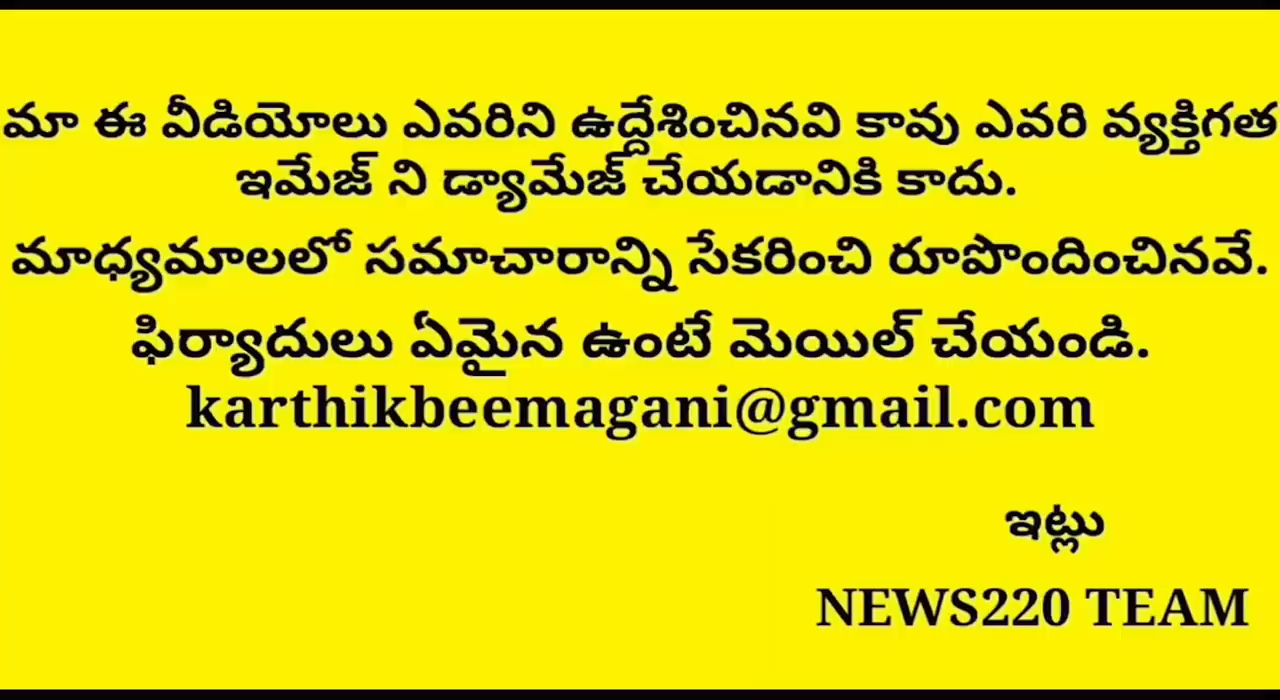 మా ఈ వీడియోలు ఎవరిని ఉద్దేశించినవి కావు ఎవరి వ్యక్తిగత
ఇమేజ్ ని డ్యామేజ్ చేయడానికి కాదు.
మాధ్యమాలలో సమాచారాన్ని సేకరించి రూపొందించినవే.
ఫిర్యాదులు ఏమైన ఉంటే మెయిల్ చేయండి.
karthikbeemagani@gmail.com
ఇట్లు
NEWS220 TEAM